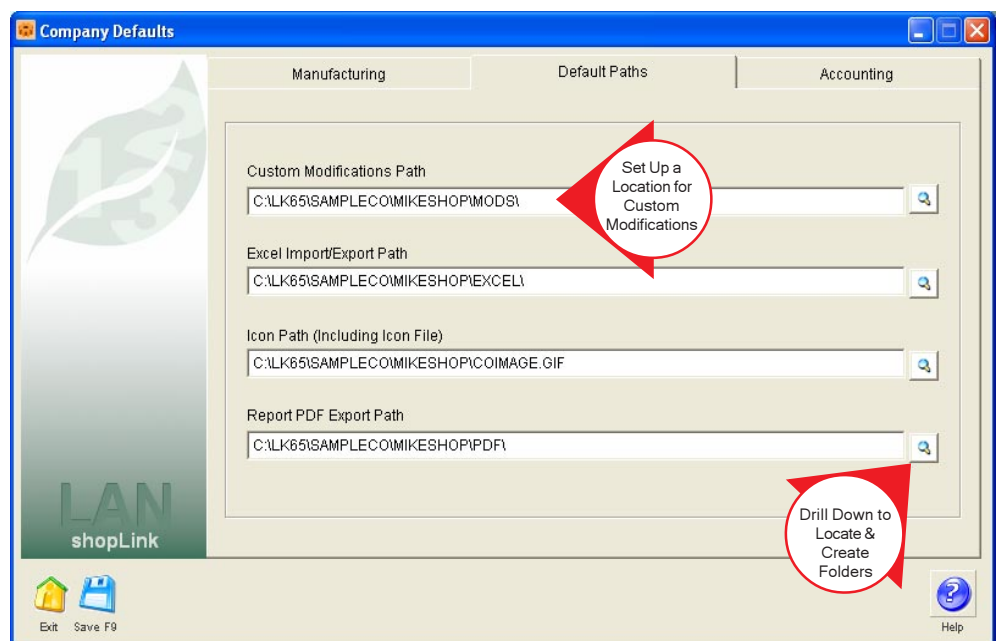 Company Defaults
Manufacturing
Default Paths
Accounting
Custom Modifications Path
C:\LK65\SAMPLECO\MIKESHOP\MODS\
Set Up a
Location for
Custom
Modifications
Excel Import/Export Path
C:\LK65\SAMPLECO\MIKESHOP\EXCEL\
Icon Path (Including Icon File)
C:\LK65\SAMPLECO\MIKESHOP\COIMAGE.GIF
Report PDF Export Path
C:\LK65\SAMPLECO\MIKESHOP\PDF\
Drill Down to
Locate &
Create
Folders
LAN
shopLink
Exit
Save F9
Help